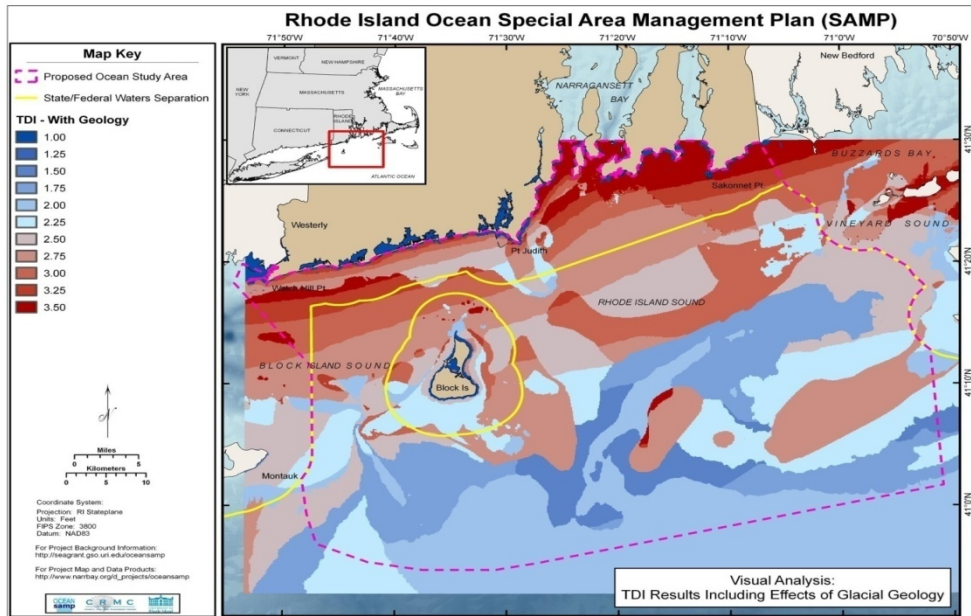 Rhode Island Ocean Special Area Management Plan (SAMP)
71°50'W
71°40'W
71°30'W
71°20'W
71°10'W
71°0'W
70°50'W
Map Key
Proposed Ocean Study Area
State/Federal Waters Separation
TDI - With Geology
1.00
1.25
1.50
1.75
2.00
2.25
2.50
2.75
3.00
3.25
3.50
N
Miles
0 5
Kilometers
0 5 10
Coordinate System:
Projection: RI Stateplane
Units: Feet
FIPS Zone: 3800
Datum: NAD83
For Project Background Information:
http://seagrant.gso.uri.edu/oceansamp
For Project Map and Data Products:
http://www.narrbay.org/d_projects/oceansamp
OCEAN
samp
CRMC
VERMONT
NEW HAMPSHIRE
NEW
YORK
MASSACHUSETTS
MASSACHUSETTS
BAY
CONNECTICUT
RHODE
ISLAND
ATLANTIC OCEAN
New Bedford
NARRAGANSETT
BAY
41°30'N
BUZZARDS BAY
Sakonnet Pt
Westerly
VINEYARD SOUND
Pt Judith
41°20'N
Watch Hill Pt
RHODE ISLAND SOUND
BLOCK ISLAND SOUND
Block Is
41°10'N
Montauk
41°0'N
Visual Analysis:
TDI Results Including Effects of Glacial Geology